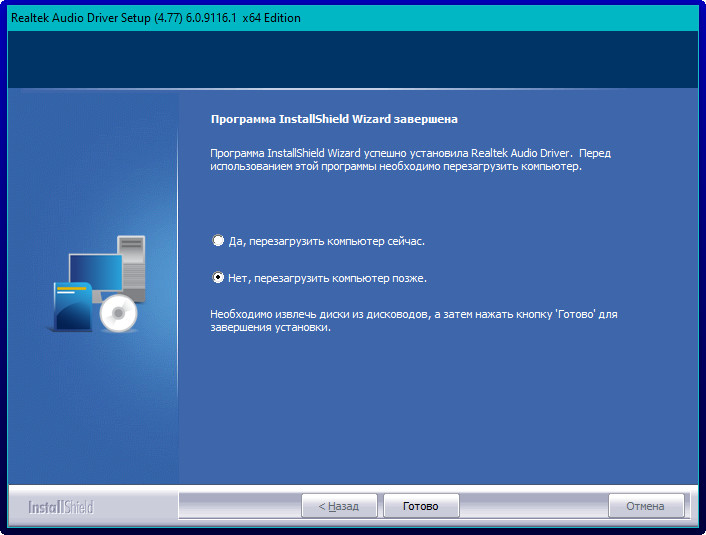 Realtek Audio Driver Setup (4.77) 6.0.9116.1 x64 Edition
Программа InstallShield Wizard завершена
Программа InstallShield Wizard успешно установила Realtek Audio Driver. Перед
использованием этой программы необходимо перезагрузить компьютер.
Да, перезагрузить компьютер сейчас.
Нет, перезагрузить компьютер позже.
Необходимо извлечь диски из дисководов, а затем нажать кнопку 'Готово' для
завершения установки.
InstallShield
< Назад
Готово
Отмена